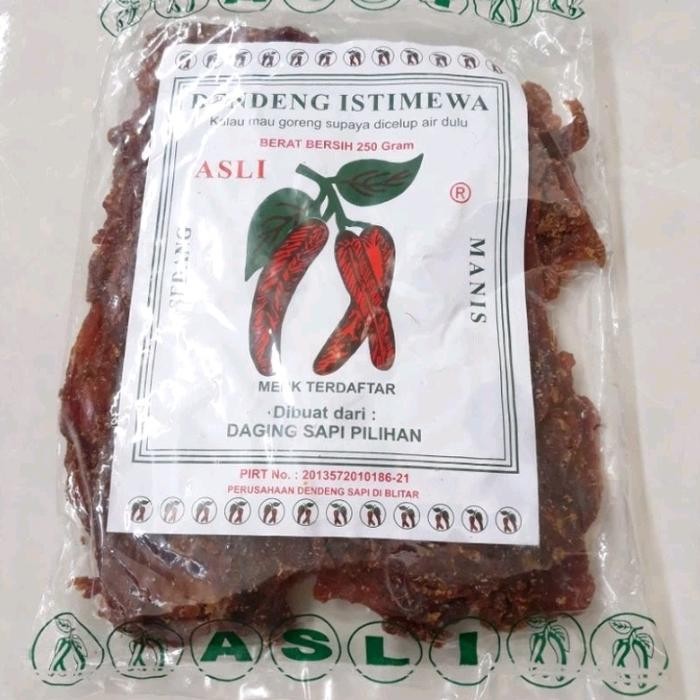 DENDENG ISTIMEWA
Kalau mau goreng supaya dicelup air dulu
BERAT BERSIH 250 Gram
ASLI
®
SEDANG
MANIS
MERK TERDAFTAR
Dibuat dari :
DAGING SAPI PILIHAN
PIRT No. : 2013572010186-21
PERUSAHAAN DENDENG SAPI DI BLITAR
ASLI